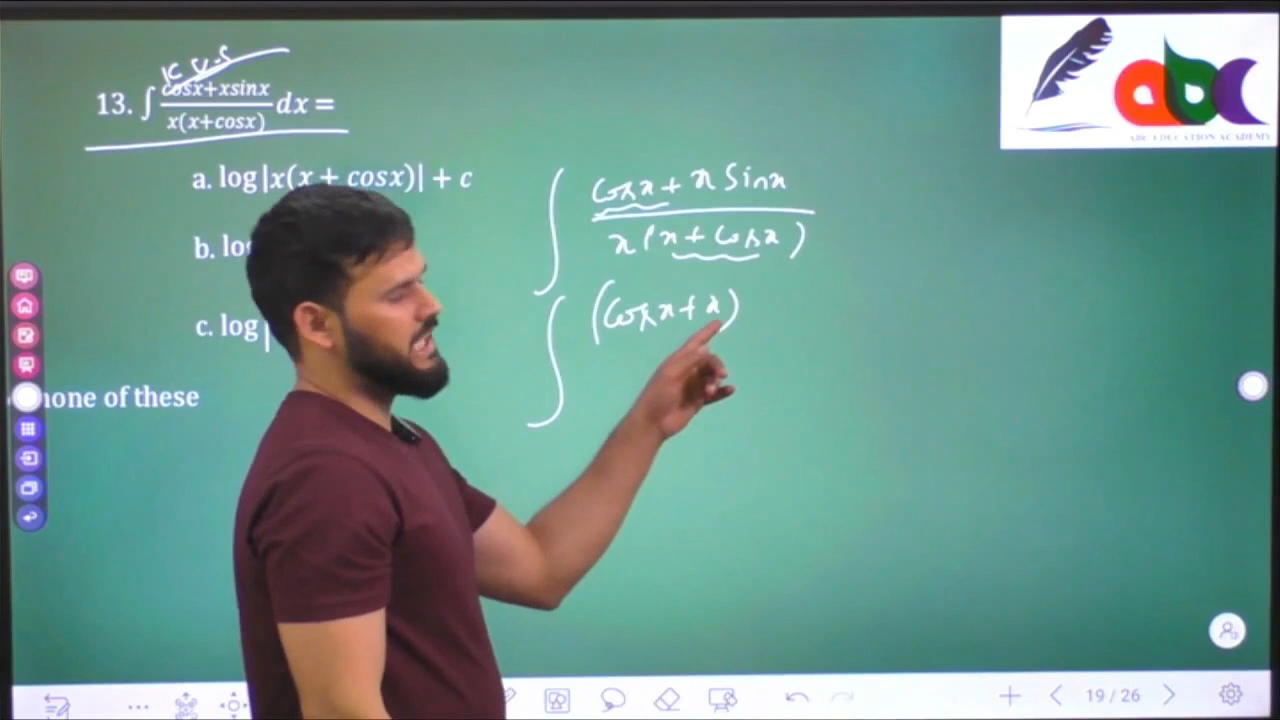 13. ∫ cosx+xsinx / x(x+cosx) dx =
a. log|x(x + cosx)| + c
b.
c. log|
none of these
∫ cosx + x sinx / x(x + cosx)
∫ (cosx + x)
abc
ABC EDUCATION ACADEMY
19 / 26